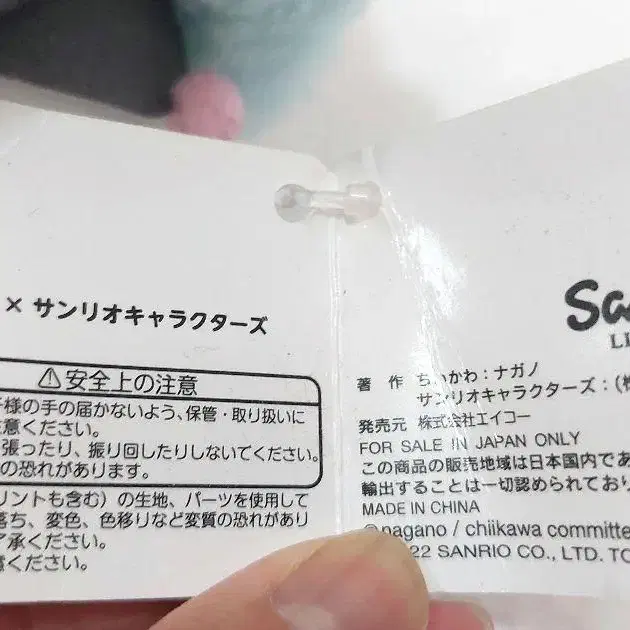 × サンリオキャラクターズ
⚠安全上の注意
様の手の届かないよう、保管・取り扱いに
意ください。
張ったり、振り回したりしないでください。
の恐れがあります。
リントも含む）の生地、パーツを使用して
落ち、変色、色移りなど変質の恐れがあり
了承ください。
ください。
Sa
LI
著 作 ちいかわ：ナガノ
サンリオキャラクターズ：（株
発売元 株式会社エイコー
FOR SALE IN JAPAN ONLY
この商品の販売地域は日本国内であ
輸出することは一切認められており
MADE IN CHINA
©nagano / chiikawa committe
22 SANRIO CO., LTD. TO